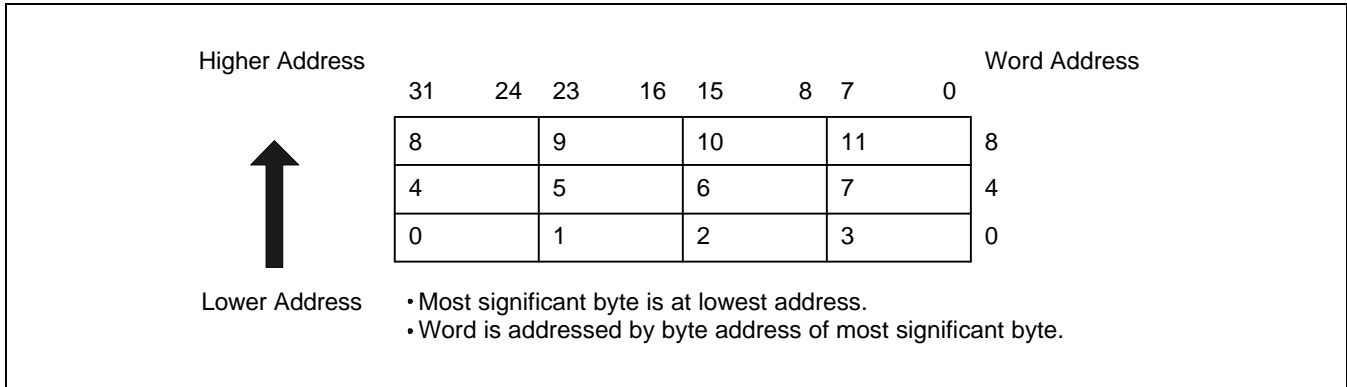 Higher Address Word Address
31 24 23 16 15 8 7 0
8 9 10 11 8
4 5 6 7 4
0 1 2 3 0
Lower Address
• Most significant byte is at lowest address.
• Word is addressed by byte address of most significant byte.